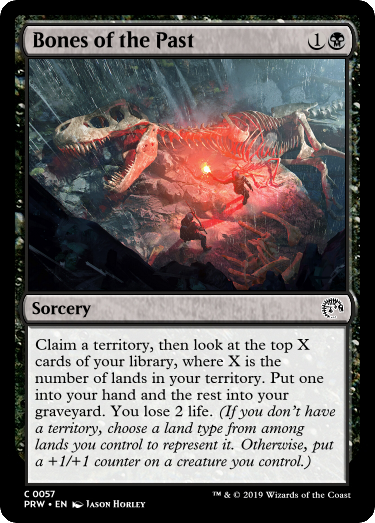 Bones of the Past 1
Sorcery
Claim a territory, then look at the top X
cards of your library, where X is the
number of lands in your territory. Put one
into your hand and the rest into your
graveyard. You lose 2 life. (If you don't have
a territory, choose a land type from among
lands you control to represent it. Otherwise, put
a +1/+1 counter on a creature you control.)
C 0057
PRW • EN Jason Horley ™ & © 2019 Wizards of the Coast